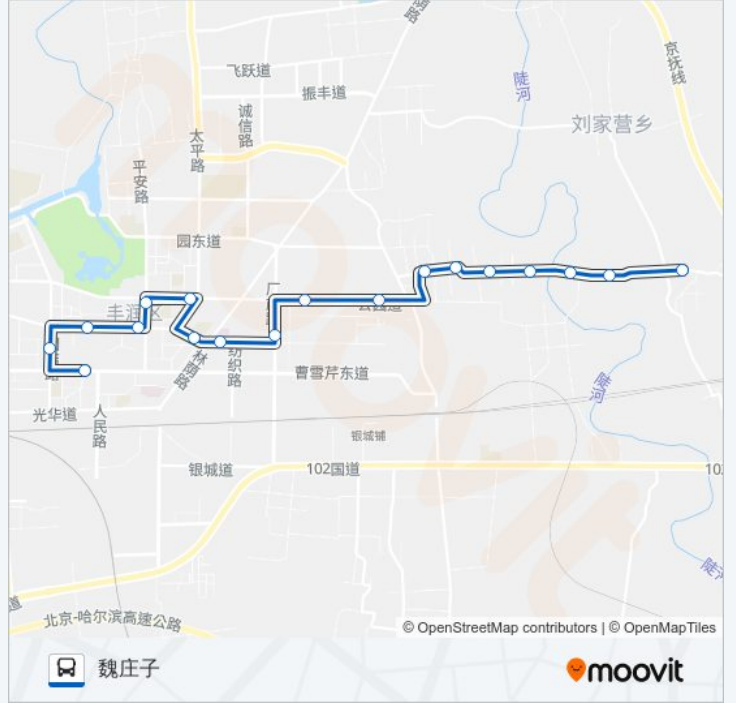 京抚线
飞跃道
陡河
振丰道
诚信路
刘家营乡
太平路
平安路
园东道
丰润区
林荫路
纺织路
曹雪芹东道
陡河
光华道
人民路
银城铺
银城道
102国道
北京-哈尔滨高速公路
© OpenStreetMap contributors | © OpenMapTiles
魏庄子
moovit